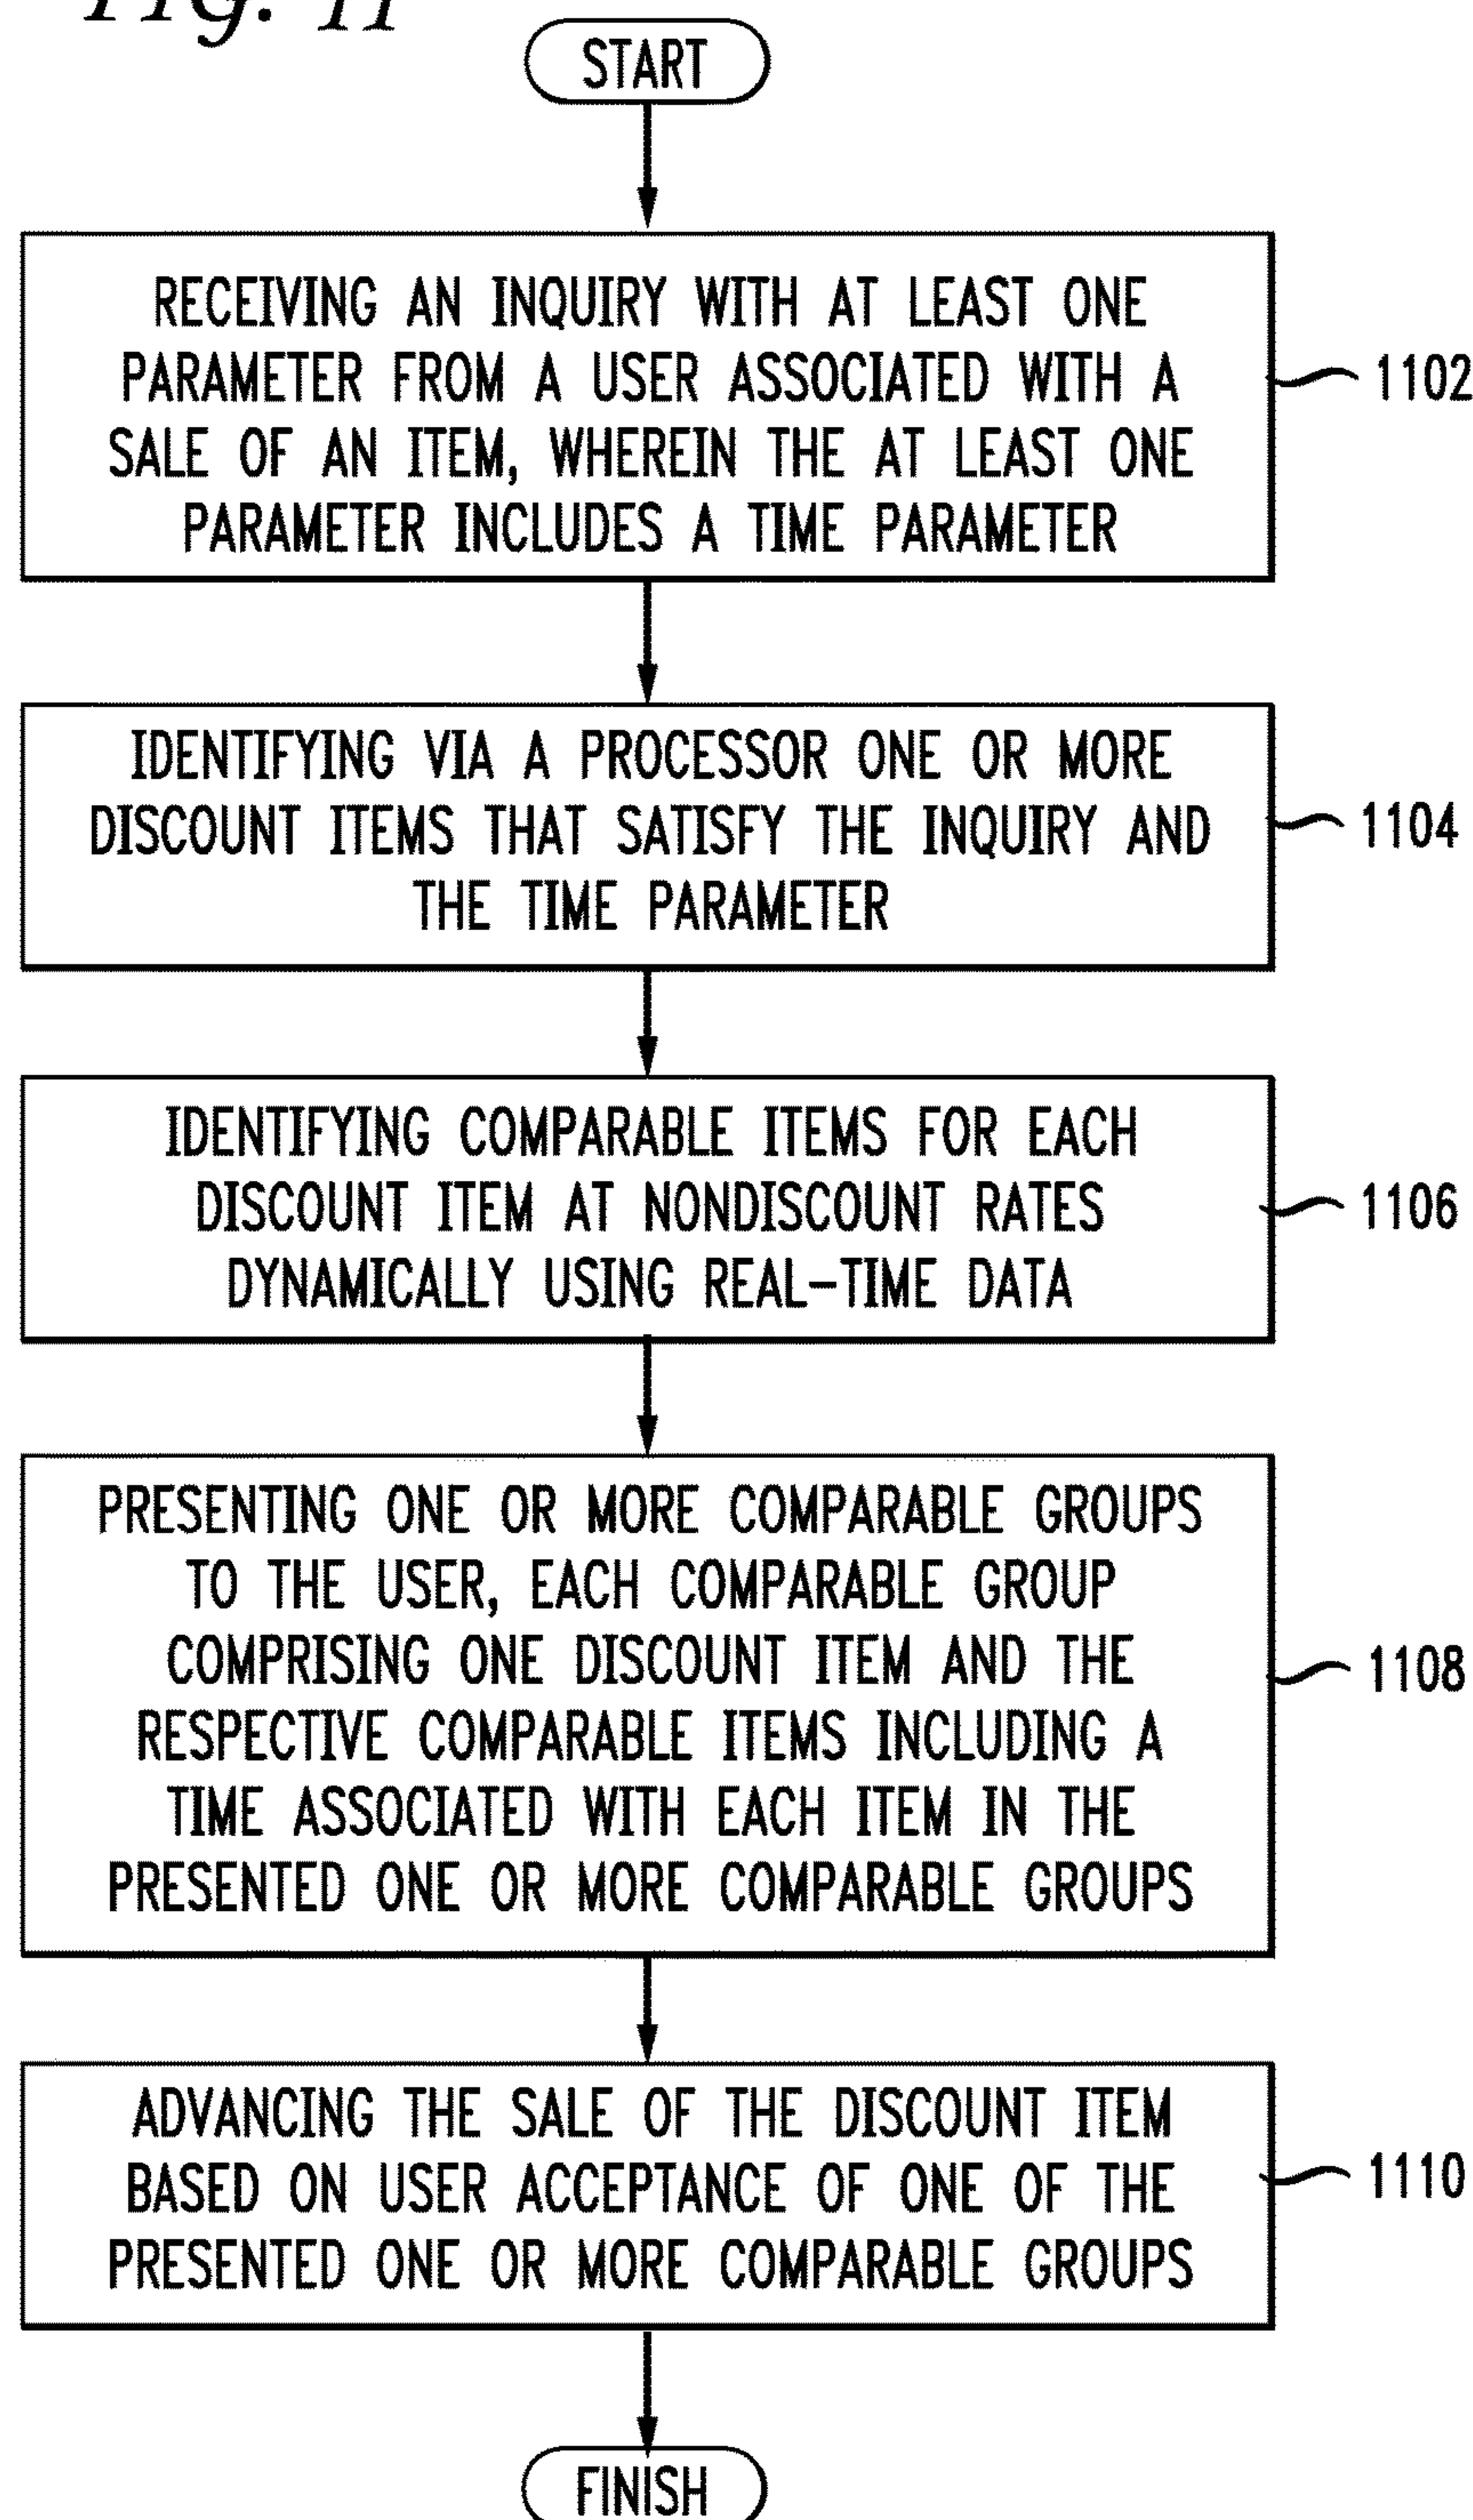 Fig. 11
START
RECEIVING AN INQUIRY WITH AT LEAST ONE
PARAMETER FROM A USER ASSOCIATED WITH A
SALE OF AN ITEM, WHEREIN THE AT LEAST ONE
PARAMETER INCLUDES A TIME PARAMETER
1102
IDENTIFYING VIA A PROCESSOR ONE OR MORE
DISCOUNT ITEMS THAT SATISFY THE INQUIRY AND
THE TIME PARAMETER
1104
IDENTIFYING COMPARABLE ITEMS FOR EACH
DISCOUNT ITEM AT NONDISCOUNT RATES
DYNAMICALLY USING REAL-TIME DATA
1106
PRESENTING ONE OR MORE COMPARABLE GROUPS
TO THE USER, EACH COMPARABLE GROUP
COMPRISING ONE DISCOUNT ITEM AND THE
RESPECTIVE COMPARABLE ITEMS INCLUDING A
TIME ASSOCIATED WITH EACH ITEM IN THE
PRESENTED ONE OR MORE COMPARABLE GROUPS
1108
ADVANCING THE SALE OF THE DISCOUNT ITEM
BASED ON USER ACCEPTANCE OF ONE OF THE
PRESENTED ONE OR MORE COMPARABLE GROUPS
1110
FINISH